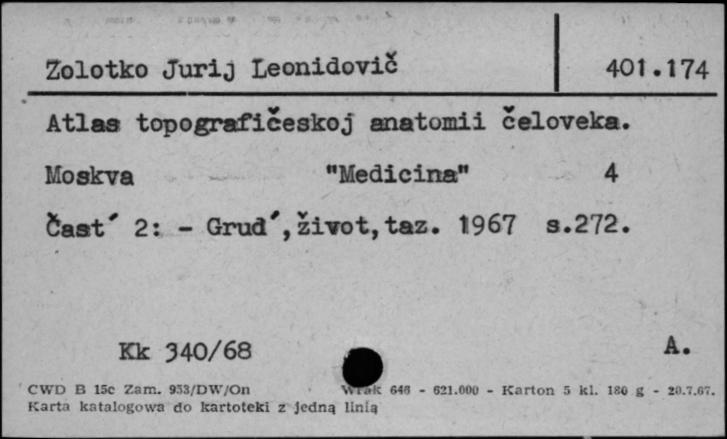 Zolotko Jurij Leonidovič 401.174
Atlas topografičeskoj anatomii čeloveka.
Moskva "Medicina" 4
Čast´ 2: - Grud´,život,taz. 1967 s.272.
Kk 340/68 A.
CWD B 15c Zam. 953/DW/On Wrak 646 - 621.000 - Karton 5 kl. 180 g - 20.7.67.
Karta katalogowa do kartoteki z jedną linią